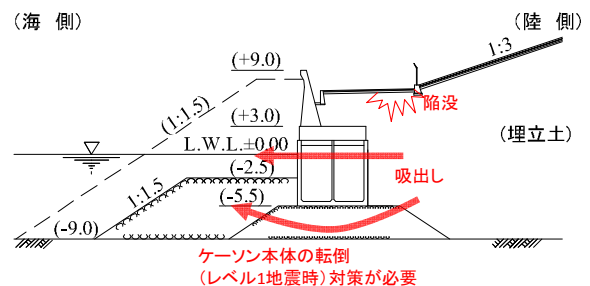 (海 側)
(陸 側)
1:3
(+9.0)
陥没
(1:1.5)
(+3.0)
(埋立土)
L.W.L.±0.00
(-2.5)
吸出し
1:1.5
(-5.5)
(-9.0)
ケーソン本体の転倒
(レベル1地震時)対策が必要